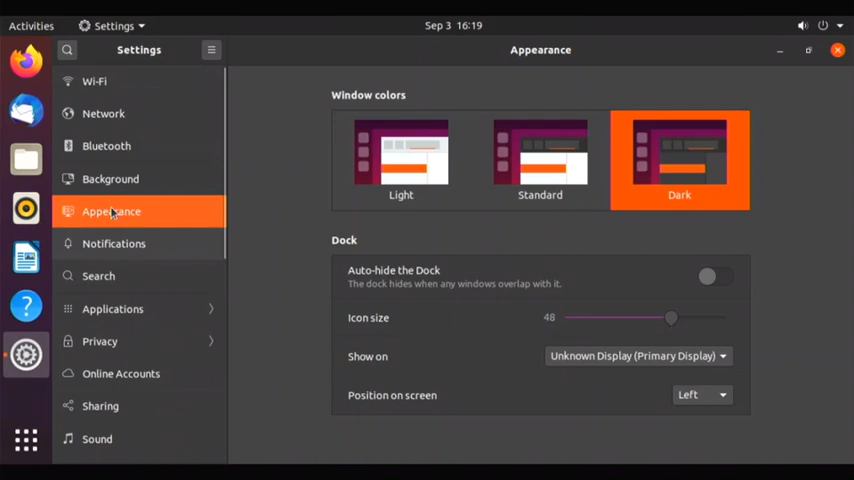 Activities Settings Sep 3 16:19
Settings
Appearance
Wi-Fi
Network
Bluetooth
Background
Appearance
Notifications
Search
Applications
Privacy
Online Accounts
Sharing
Sound
Window colors
Light Standard Dark
Dock
Auto-hide the Dock
The dock hides when any windows overlap with it.
Icon size 48
Show on Unknown Display (Primary Display)
Position on screen Left